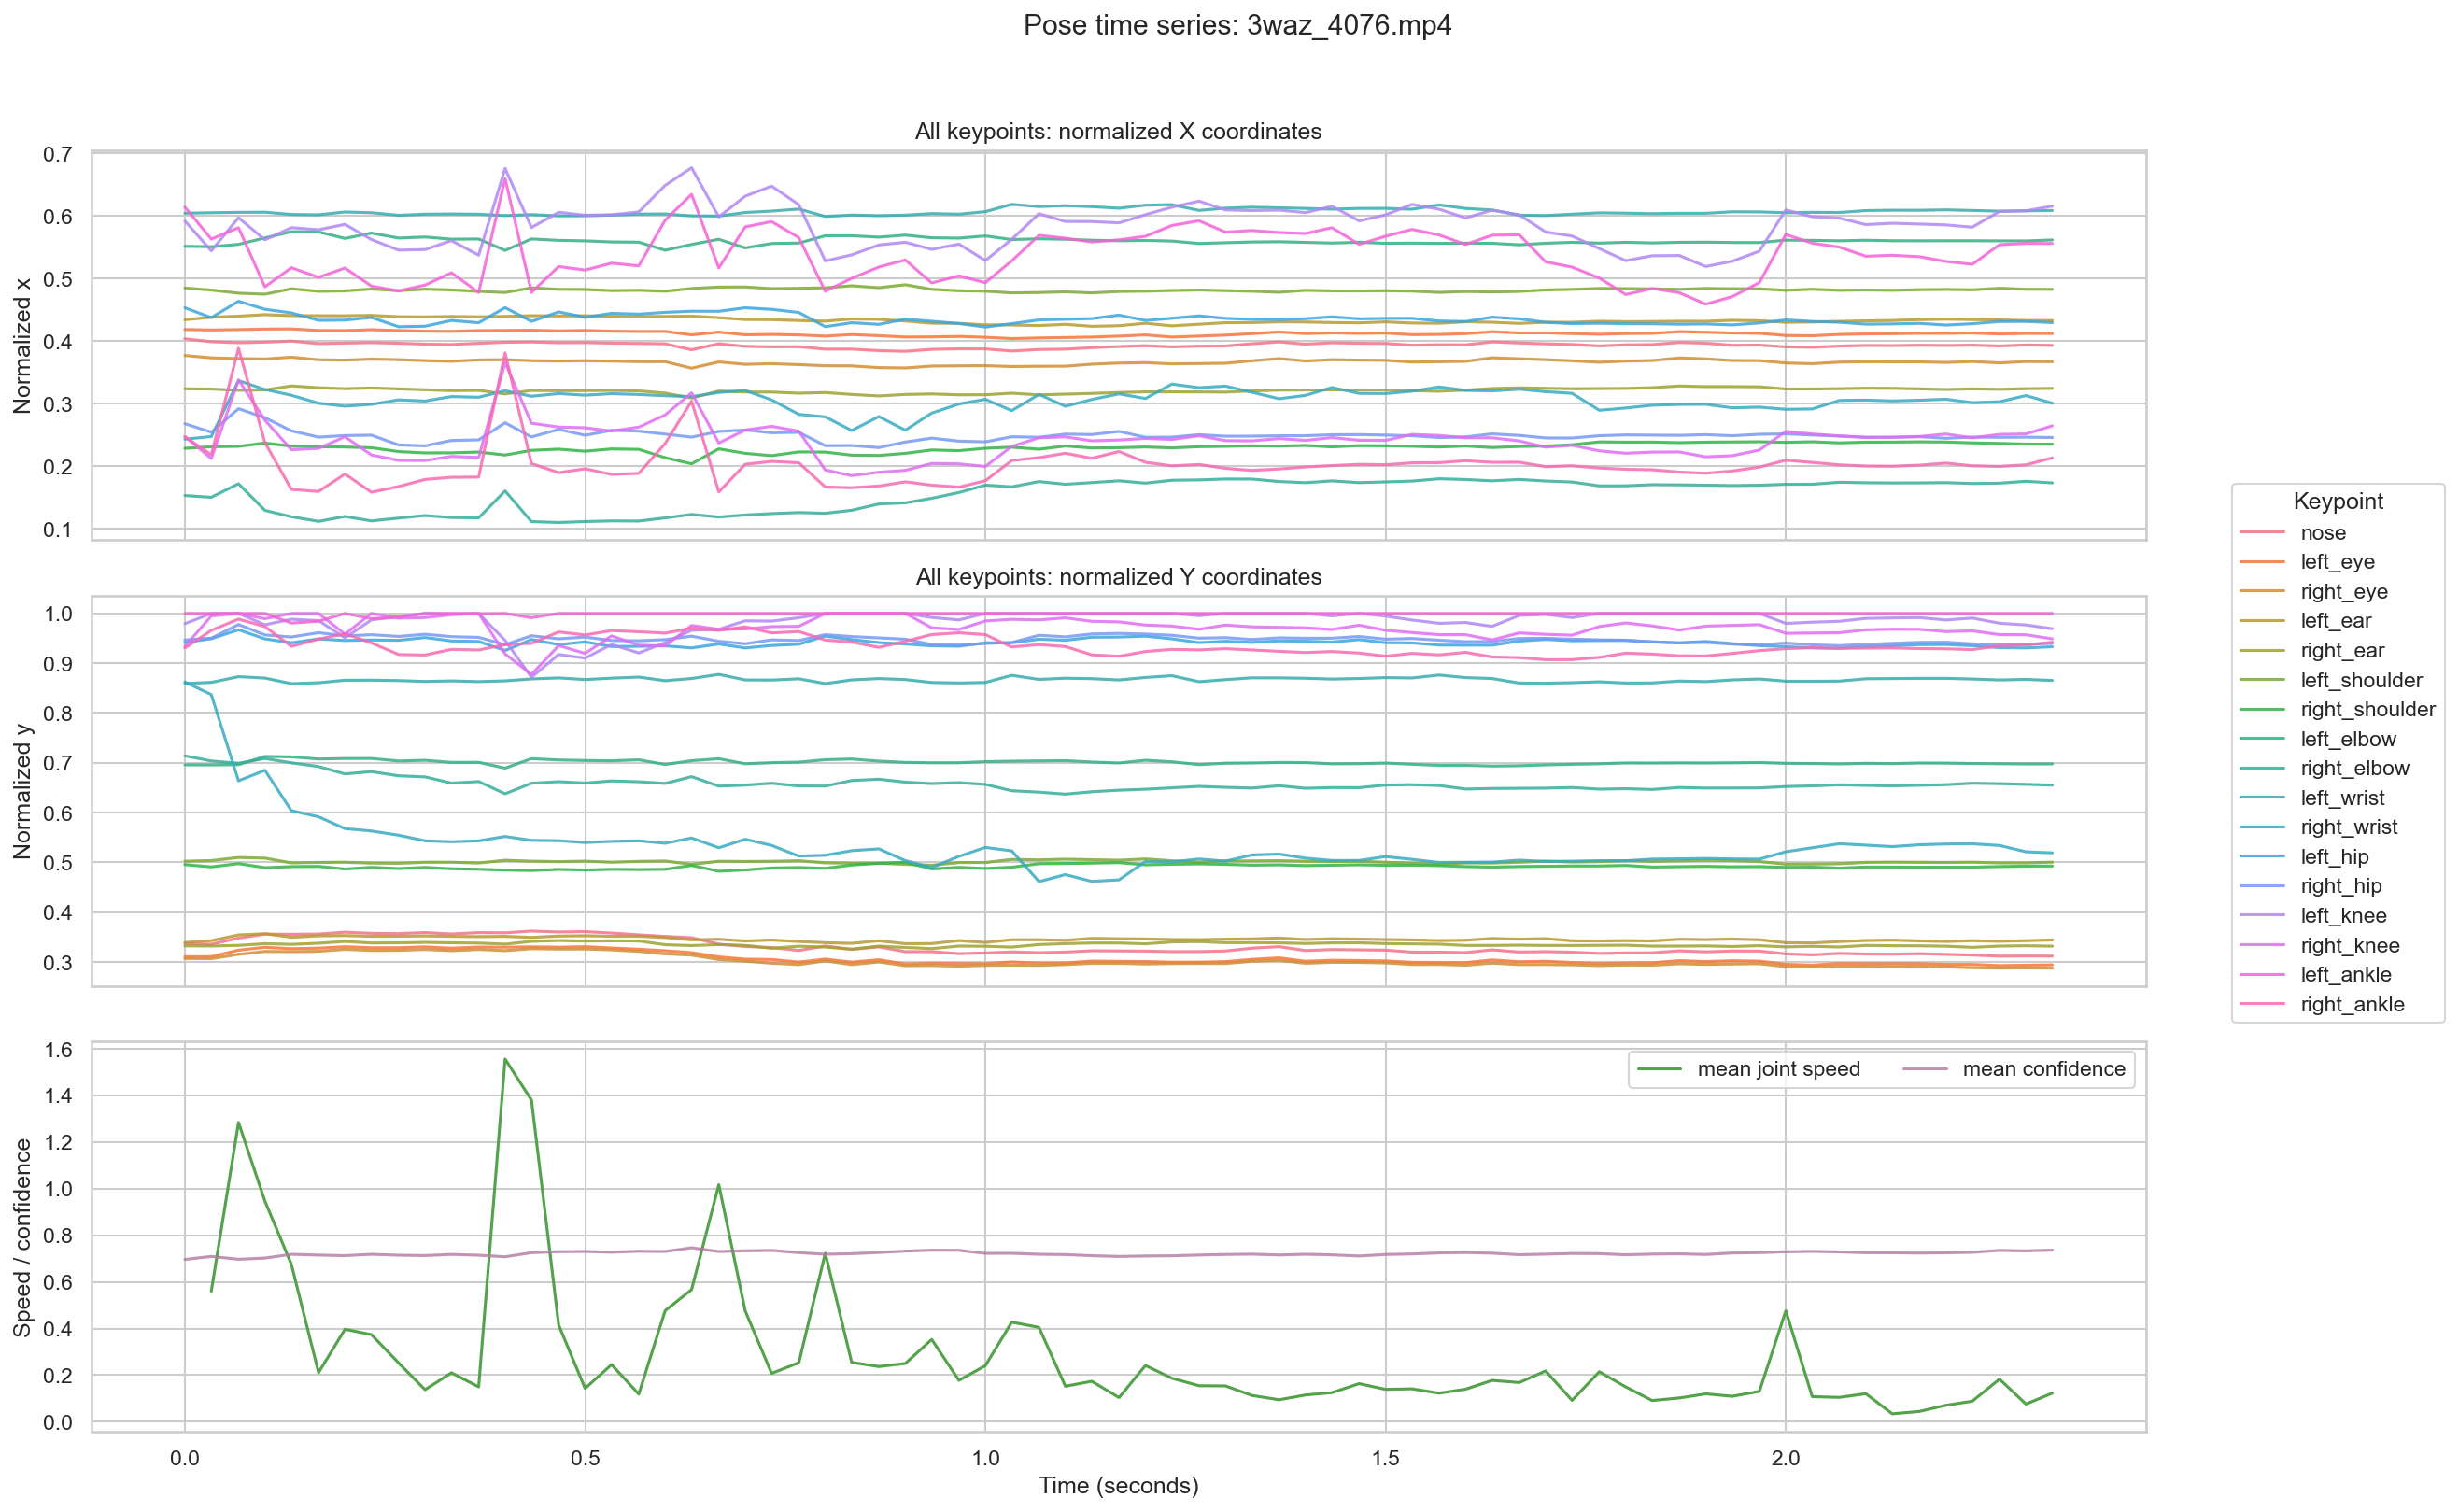 Pose time series: 3waz_4076.mp4
All keypoints: normalized X coordinates
Normalized x
0.7
0.6
0.5
0.4
0.3
0.2
0.1
All keypoints: normalized Y coordinates
Normalized y
1.0
0.9
0.8
0.7
0.6
0.5
0.4
0.3
Keypoint
nose
left_eye
right_eye
left_ear
right_ear
left_shoulder
right_shoulder
left_elbow
right_elbow
left_wrist
right_wrist
left_hip
right_hip
left_knee
right_knee
left_ankle
right_ankle
Speed / confidence
1.6
1.4
1.2
1.0
0.8
0.6
0.4
0.2
0.0
mean joint speed mean confidence
0.0 0.5 1.0 1.5 2.0
Time (seconds)